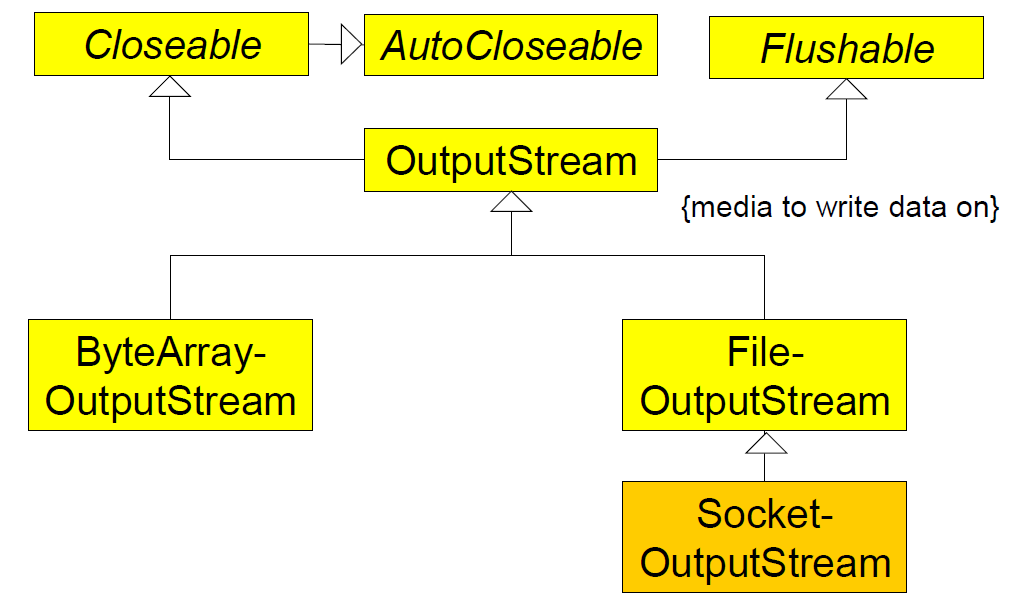 Closeable
AutoCloseable
Flushable
OutputStream
{media to write data on}
ByteArray-
OutputStream
File-
OutputStream
Socket-
OutputStream